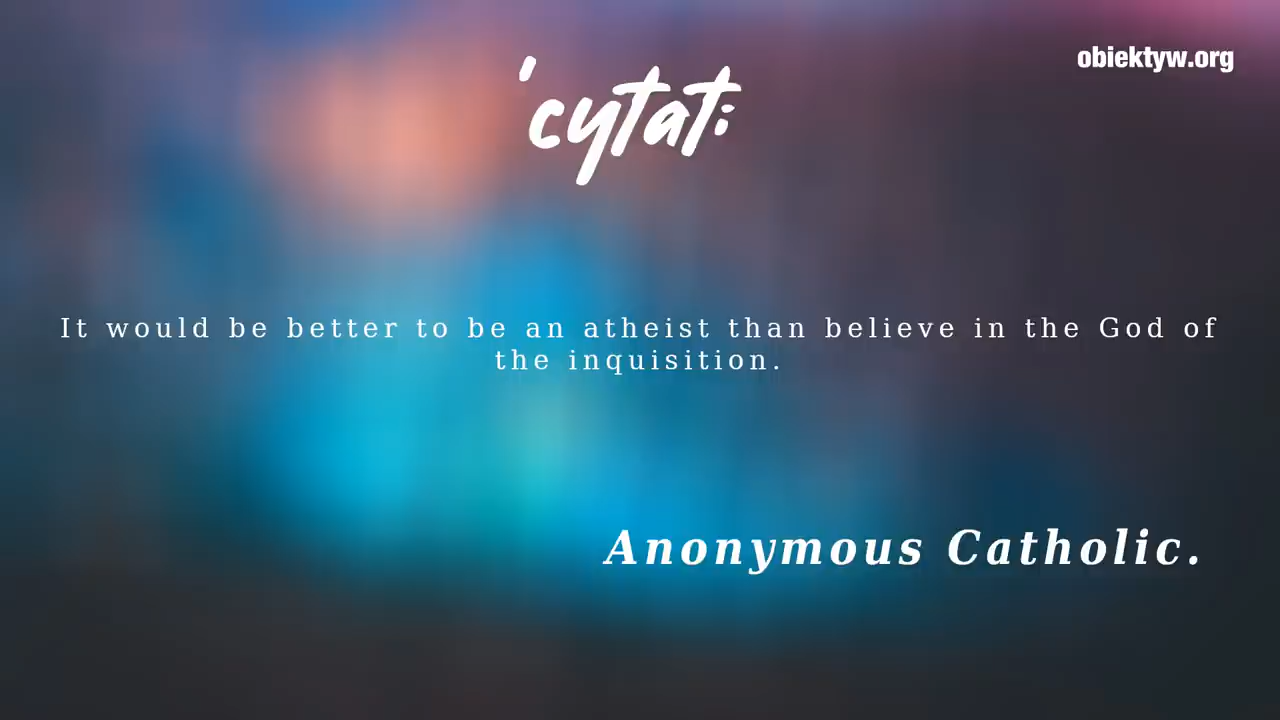 obiektyw.org
'cytat:
It would be better to be an atheist than believe in the God of
the inquisition.
Anonymous Catholic.